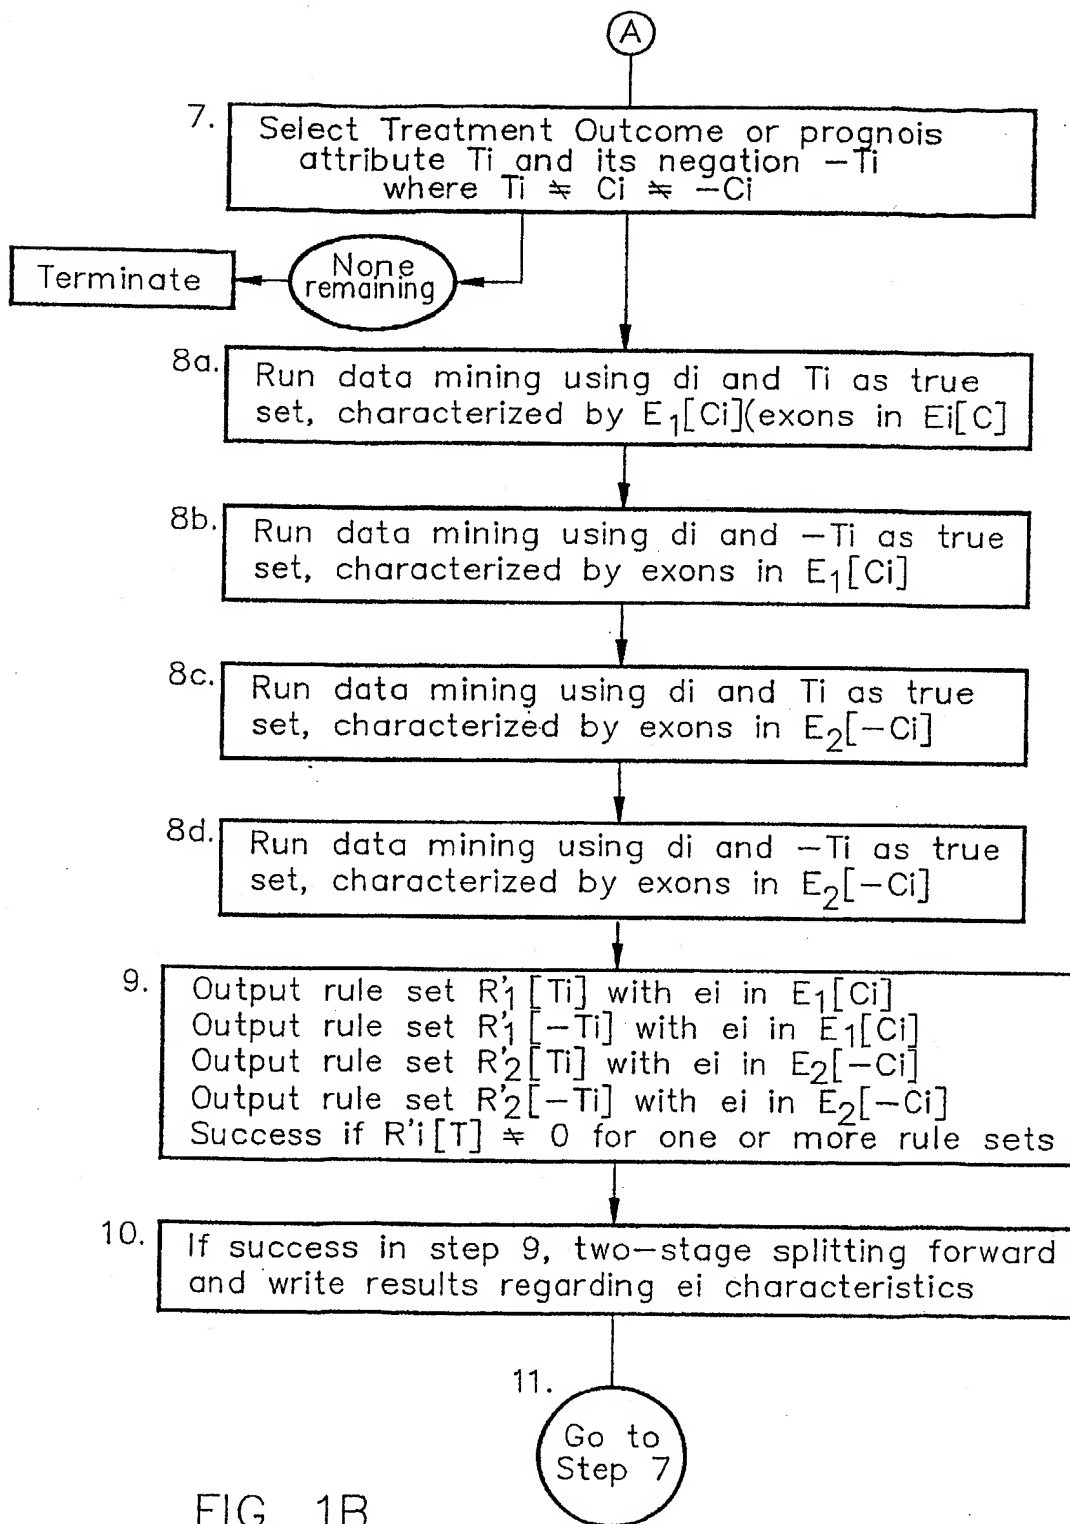 A
7.
Select Treatment Outcome or prognois
attribute Ti and its negation −Ti
where Ti ≒ Ci ≒ −Ci
None
remaining
Terminate
8a.
Run data mining using di and Ti as true
set, characterized by E₁[Ci](exons in Ei[C]
8b.
Run data mining using di and −Ti as true
set, characterized by exons in E₁[Ci]
8c.
Run data mining using di and Ti as true
set, characterized by exons in E₂[−Ci]
8d.
Run data mining using di and −Ti as true
set, characterized by exons in E₂[−Ci]
9.
Output rule set R'₁[Ti] with ei in E₁[Ci]
Output rule set R'₁[−Ti] with ei in E₁[Ci]
Output rule set R'₂[Ti] with ei in E₂[−Ci]
Output rule set R'₂[−Ti] with ei in E₂[−Ci]
Success if R'i[T] ≒ 0 for one or more rule sets
10.
If success in step 9, two−stage splitting forward
and write results regarding ei characteristics
11.
Go to
Step 7
FIG. 1B